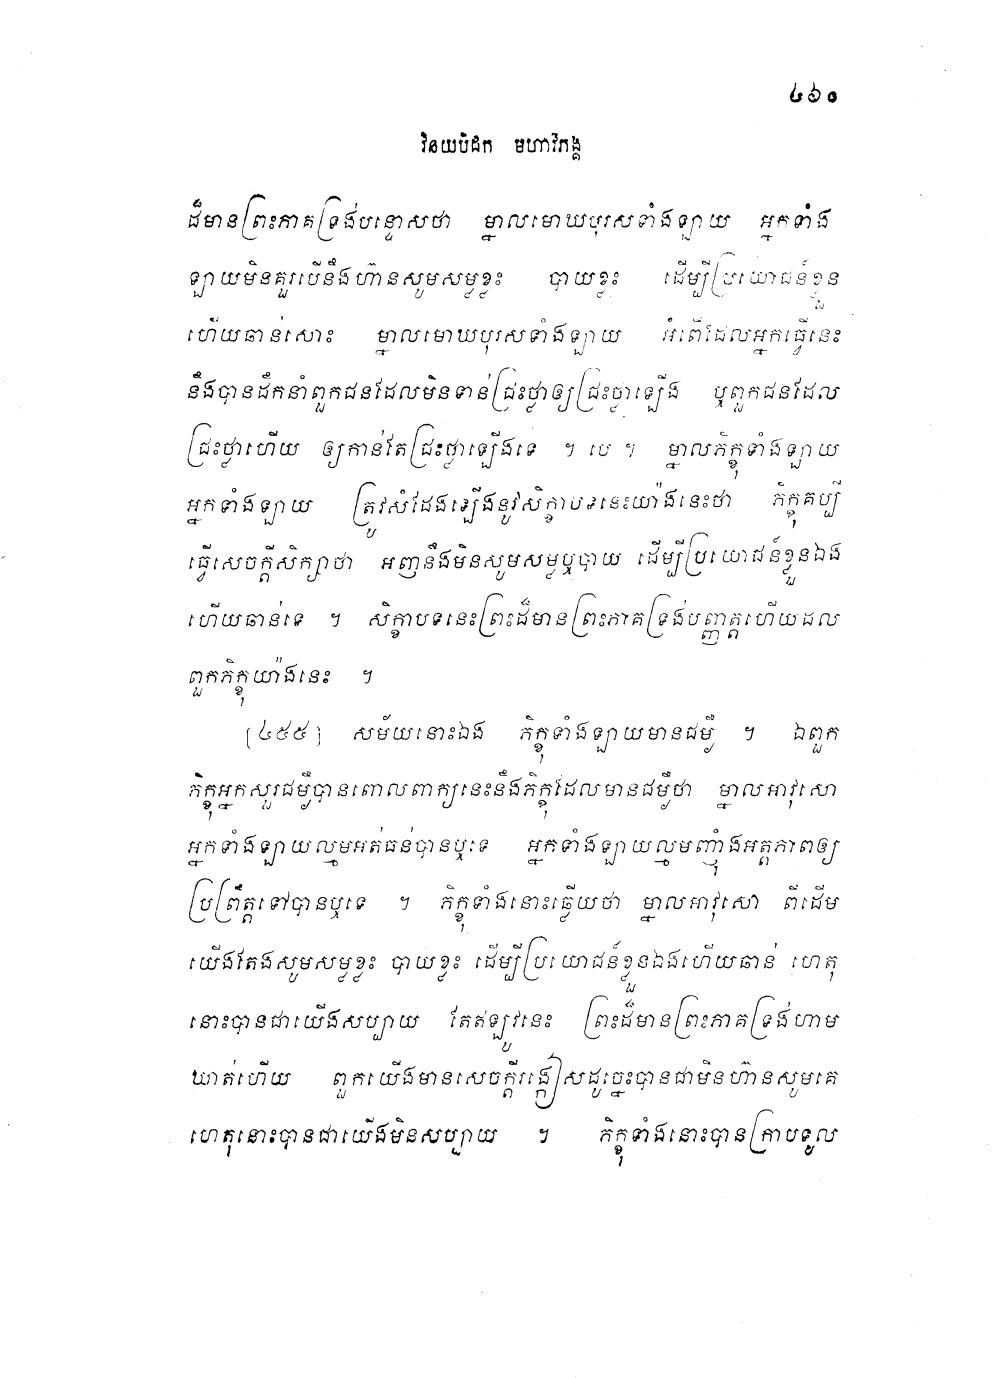 ៤៦០
វិនយបិដក មហាវិភង្គ
ដ៏មានព្រះភាគទ្រង់បន្ទោសថា ម្នាលមោឃបុរសទាំងឡាយ អ្នកទាំង
ឡាយមិនគួរបើនឹងហ៊ានសូមសម្លខ្លះ បាយខ្លះ ដើម្បីប្រយោជន៍ខ្លួន
ហើយឆាន់សោះ ម្នាលមោឃបុរសទាំងឡាយ អំពើដែលអ្នកធ្វើនេះ
នឹងបានដឹកនាំពួកជនដែលមិនទាន់ជ្រះថ្លាឲ្យជ្រះថ្លាឡើង ឬពួកជនដែល
ជ្រះថ្លាហើយ ឲ្យកាន់តែជ្រះថ្លាឡើងទេ ។ បេ ។ ម្នាលភិក្ខុទាំងឡាយ
អ្នកទាំងឡាយ ត្រូវសំដែងឡើងនូវសិក្ខាបទនេះយ៉ាងនេះថា ភិក្ខុគប្បី
ធ្វើសេចក្តីសិក្សាថា អញនឹងមិនសូមសម្លឬបាយ ដើម្បីប្រយោជន៍ខ្លួនឯង
ហើយឆាន់ទេ ។ សិក្ខាបទនេះព្រះដ៏មានព្រះភាគទ្រង់បញ្ញត្តហើយដល់
ពួកភិក្ខុយ៉ាងនេះ ។
[៤៥៥] សម័យនោះឯង ភិក្ខុទាំងឡាយមានជម្ងឺ ។ ឯពួក
ភិក្ខុអ្នកសួរជម្ងឺបានពោលពាក្យនេះនឹងភិក្ខុដែលមានជម្ងឺថា ម្នាលអាវុសោ
អ្នកទាំងឡាយល្មមអត់ធន់បានឬទេ អ្នកទាំងឡាយល្មមញុំាងអត្តភាពឲ្យ
ប្រព្រឹត្តទៅបានឬទេ ។ ភិក្ខុទាំងនោះឆ្លើយថា ម្នាលអាវុសោ ពីដើម
យើងតែងសូមសម្លខ្លះ បាយខ្លះ ដើម្បីប្រយោជន៍ខ្លួនឯងហើយឆាន់ ហេតុ
នោះបានជាយើងសប្បាយ តែឥឡូវនេះ ព្រះដ៏មានព្រះភាគទ្រង់ហាម
ឃាត់ហើយ ពួកយើងមានសេចក្តីរង្កៀសដូច្នេះបានជាមិនហ៊ានសូមគេ
ហេតុនោះបានជាយើងមិនសប្បាយ ។ ភិក្ខុទាំងនោះបានក្រាបទូល